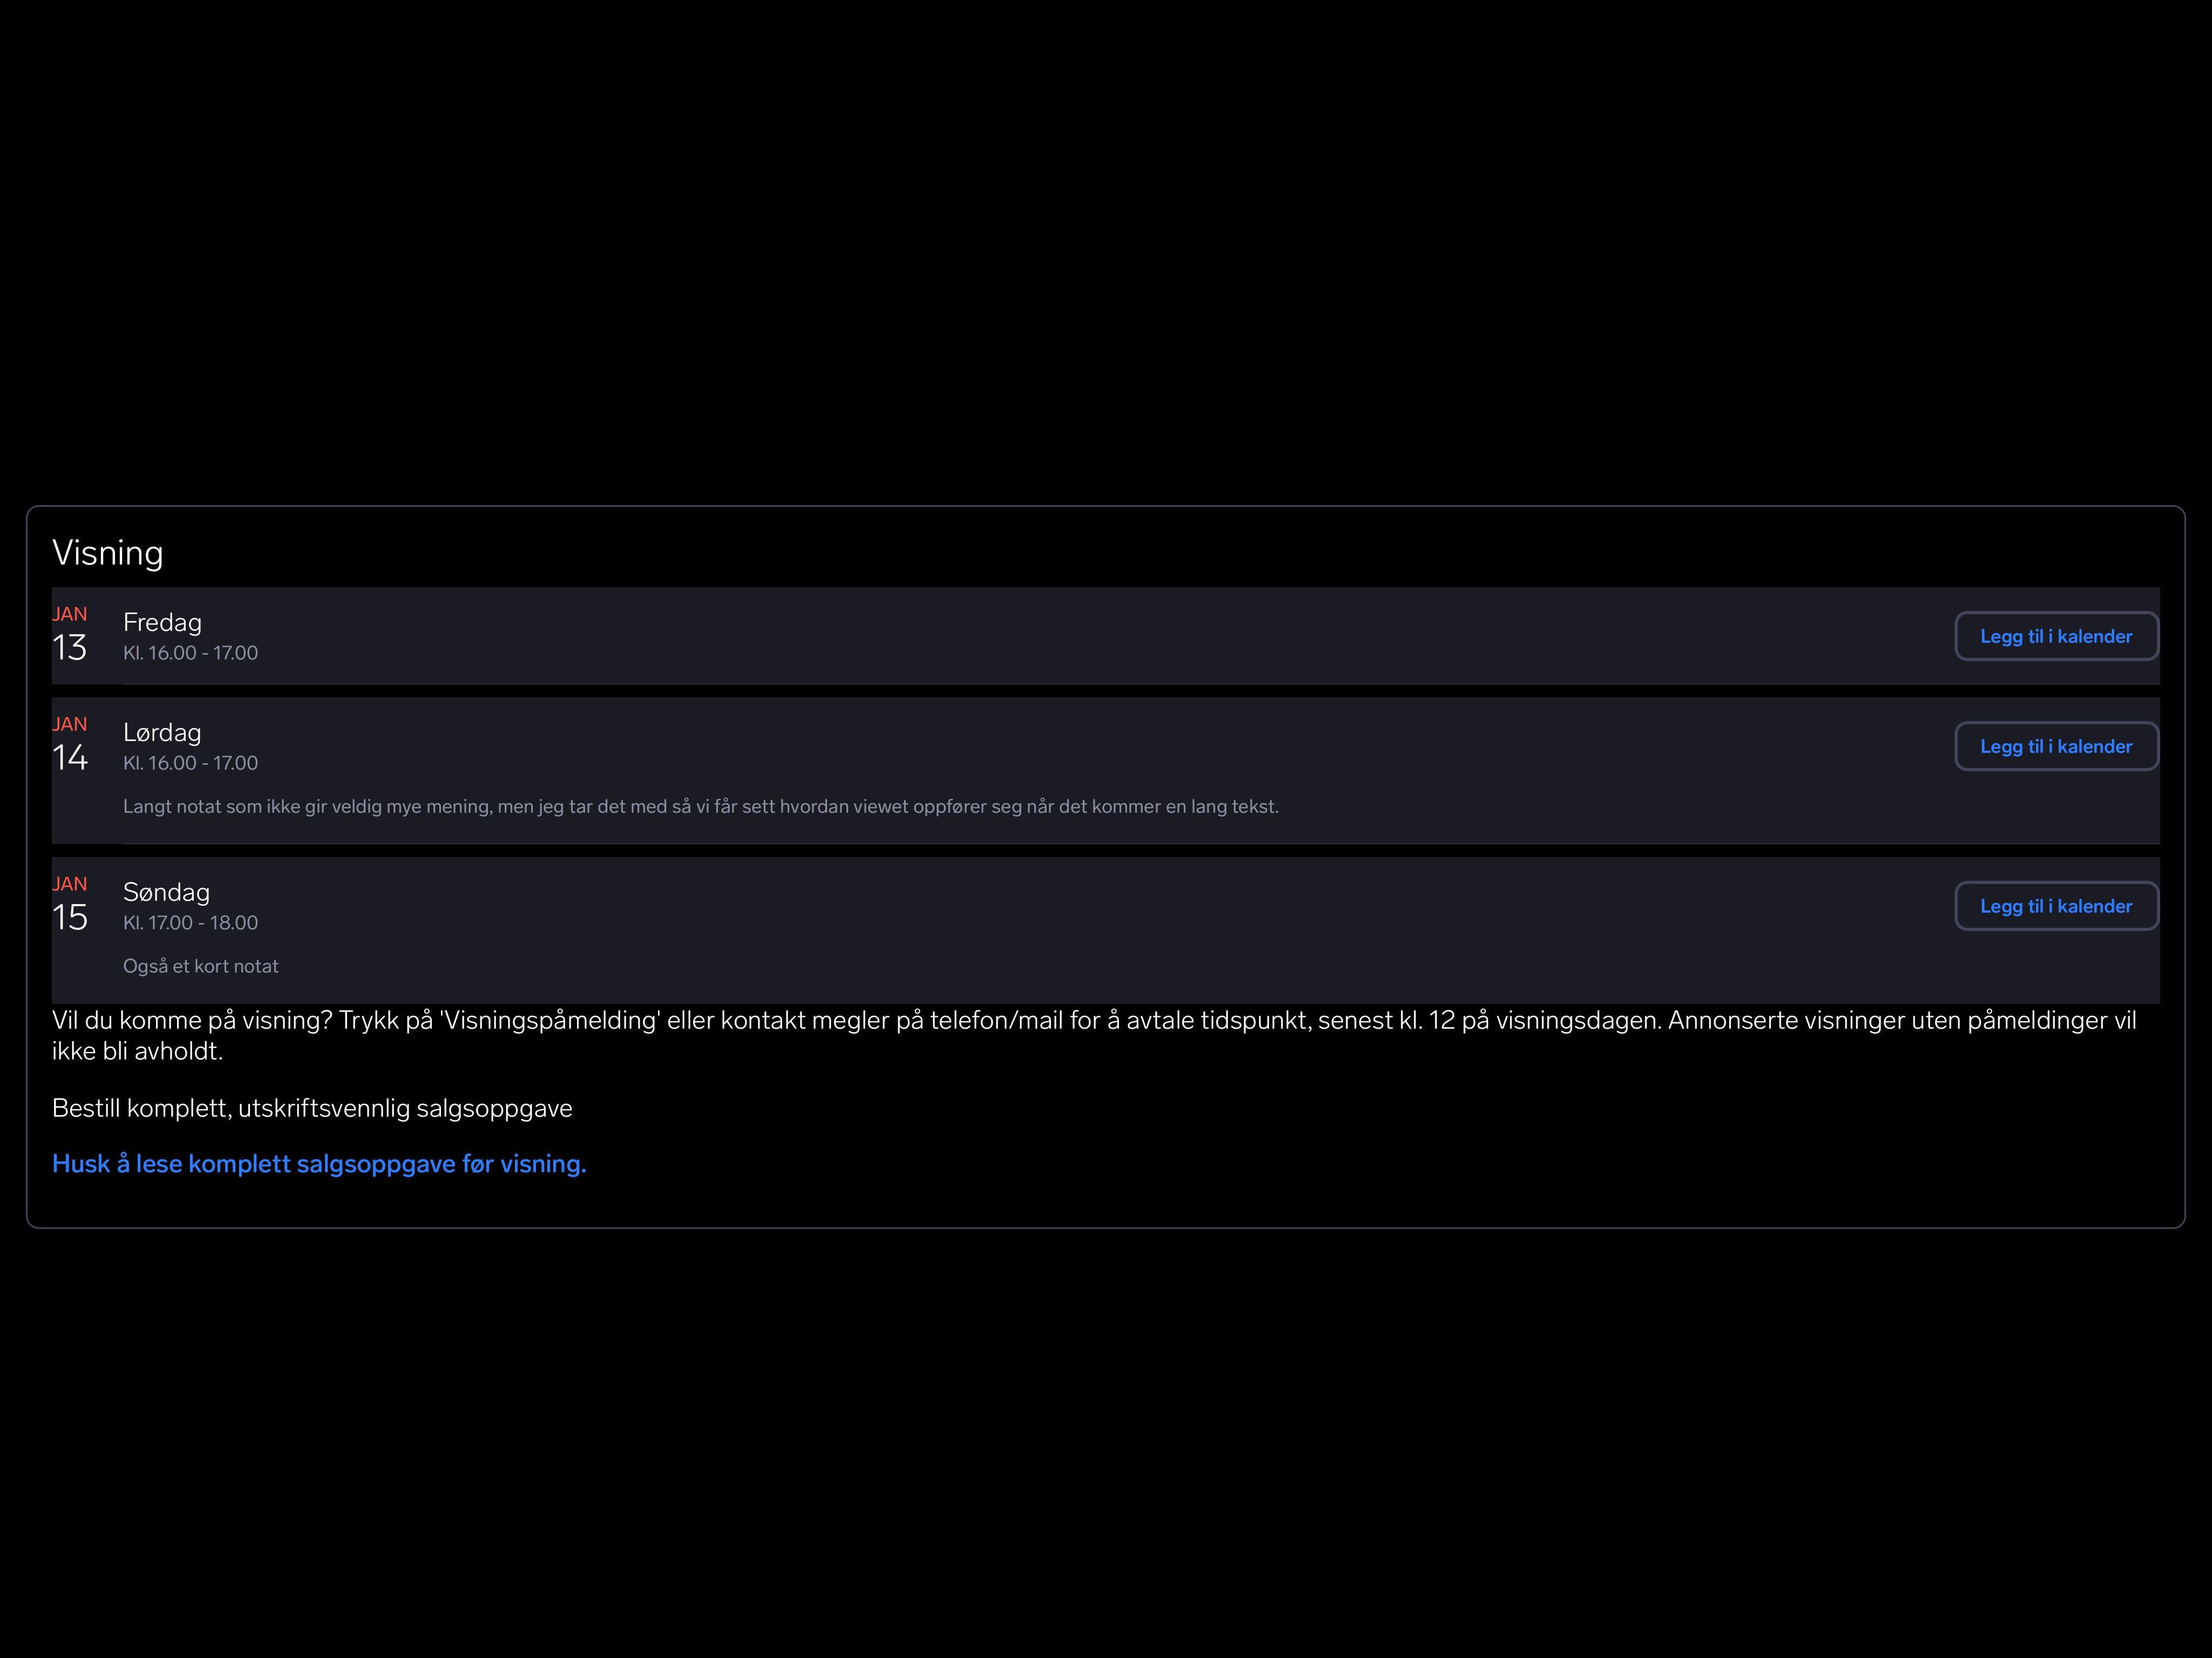 Visning
JAN
13
Fredag
Kl. 16.00 - 17.00
Legg til i kalender
JAN
14
Lørdag
Kl. 16.00 - 17.00
Legg til i kalender
Langt notat som ikke gir veldig mye mening, men jeg tar det med så vi får sett hvordan viewet oppfører seg når det kommer en lang tekst.
JAN
15
Søndag
Kl. 17.00 - 18.00
Legg til i kalender
Også et kort notat
Vil du komme på visning? Trykk på 'Visningspåmelding' eller kontakt megler på telefon/mail for å avtale tidspunkt, senest kl. 12 på visningsdagen. Annonserte visninger uten påmeldinger vil
ikke bli avholdt.
Bestill komplett, utskriftsvennlig salgsoppgave
Husk å lese komplett salgsoppgave før visning.